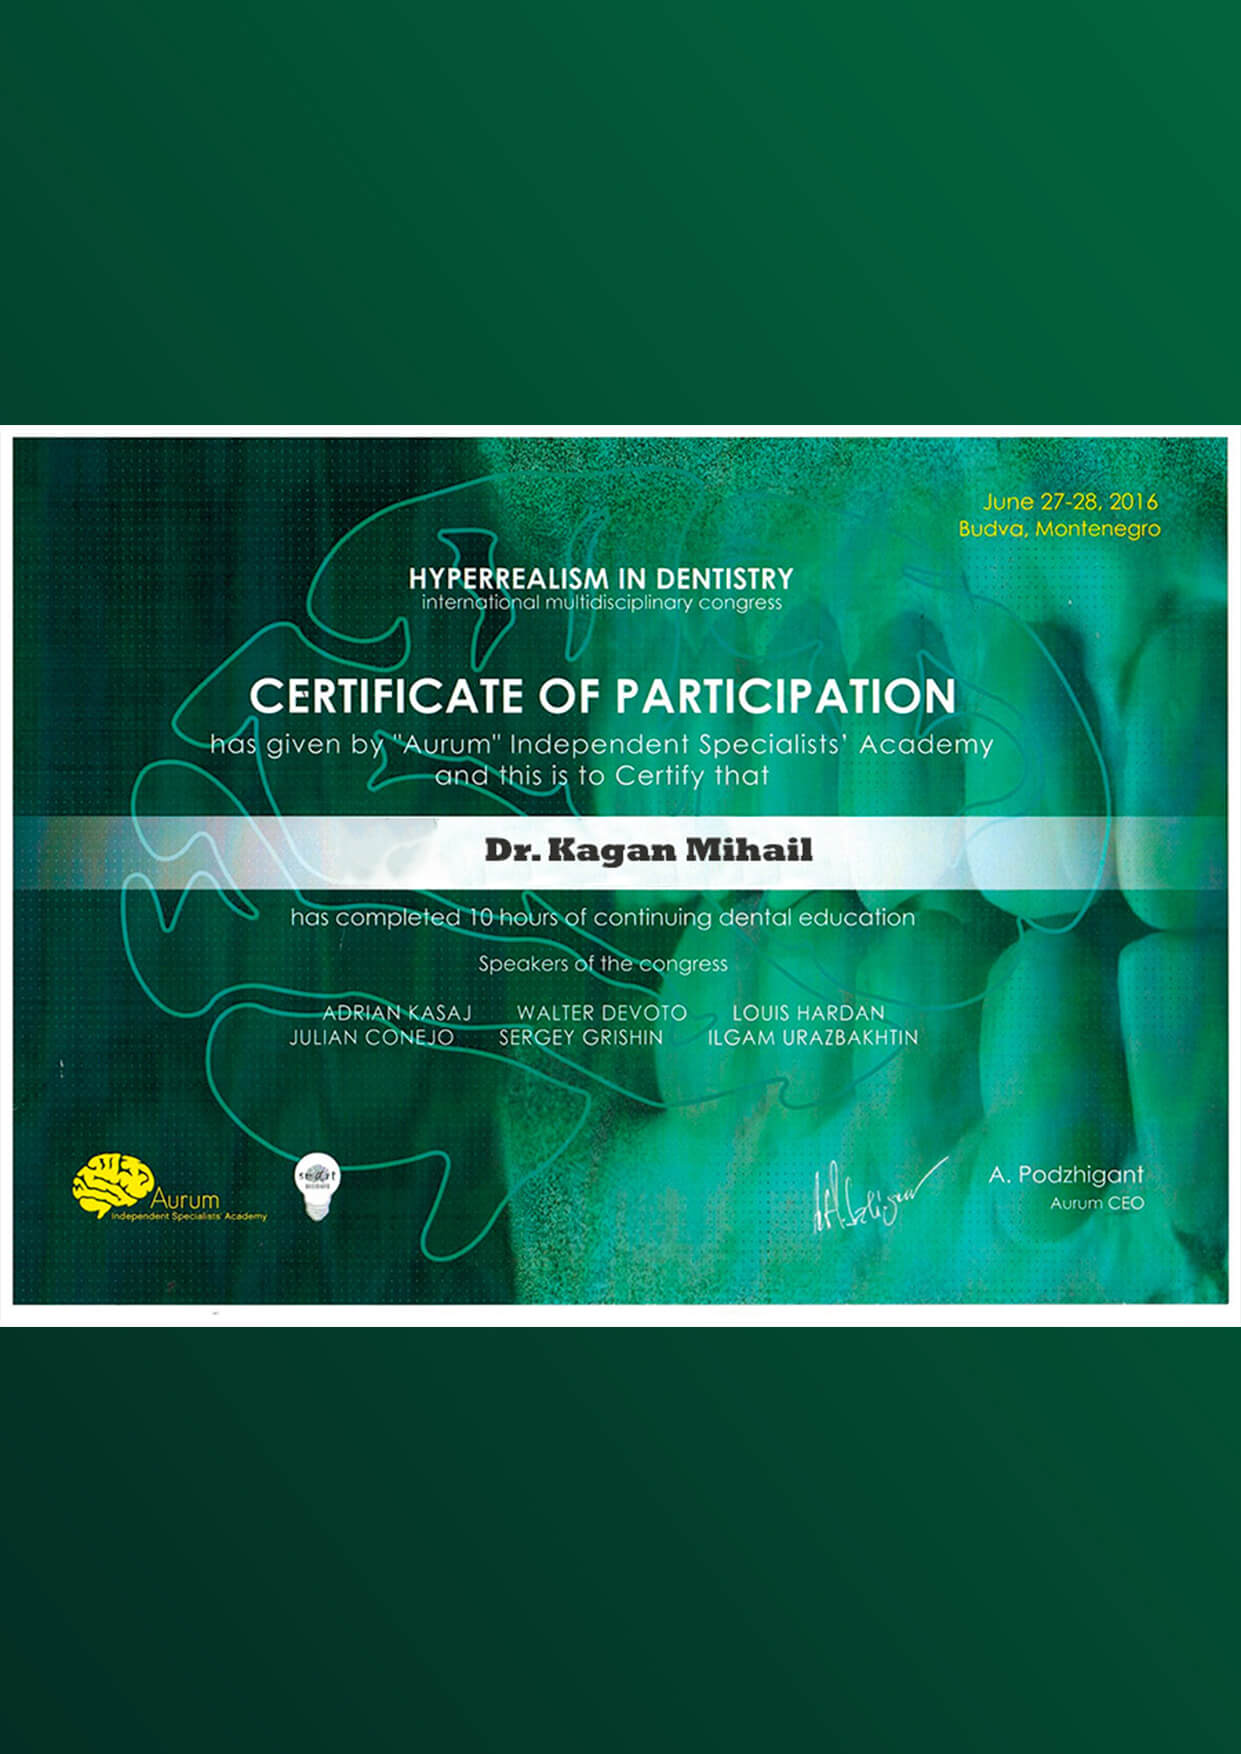 June 27-28, 2016
Budva, Montenegro
HYPERREALISM IN DENTISTRY
international multidisciplinary congress
CERTIFICATE OF PARTICIPATION
has given by "Aurum" Independent Specialists' Academy
and this is to Certify that
Dr. Kagan Mihail
has completed 10 hours of continuing dental education
Speakers of the congress
ADRIAN KASAJ WALTER DEVOTO LOUIS HARDAN
JULIAN CONEJO SERGEY GRISHIN ILGAM URAZBAKHTIN
Aurum
Independent Specialists' Academy
A. Podzhigant
Aurum CEO